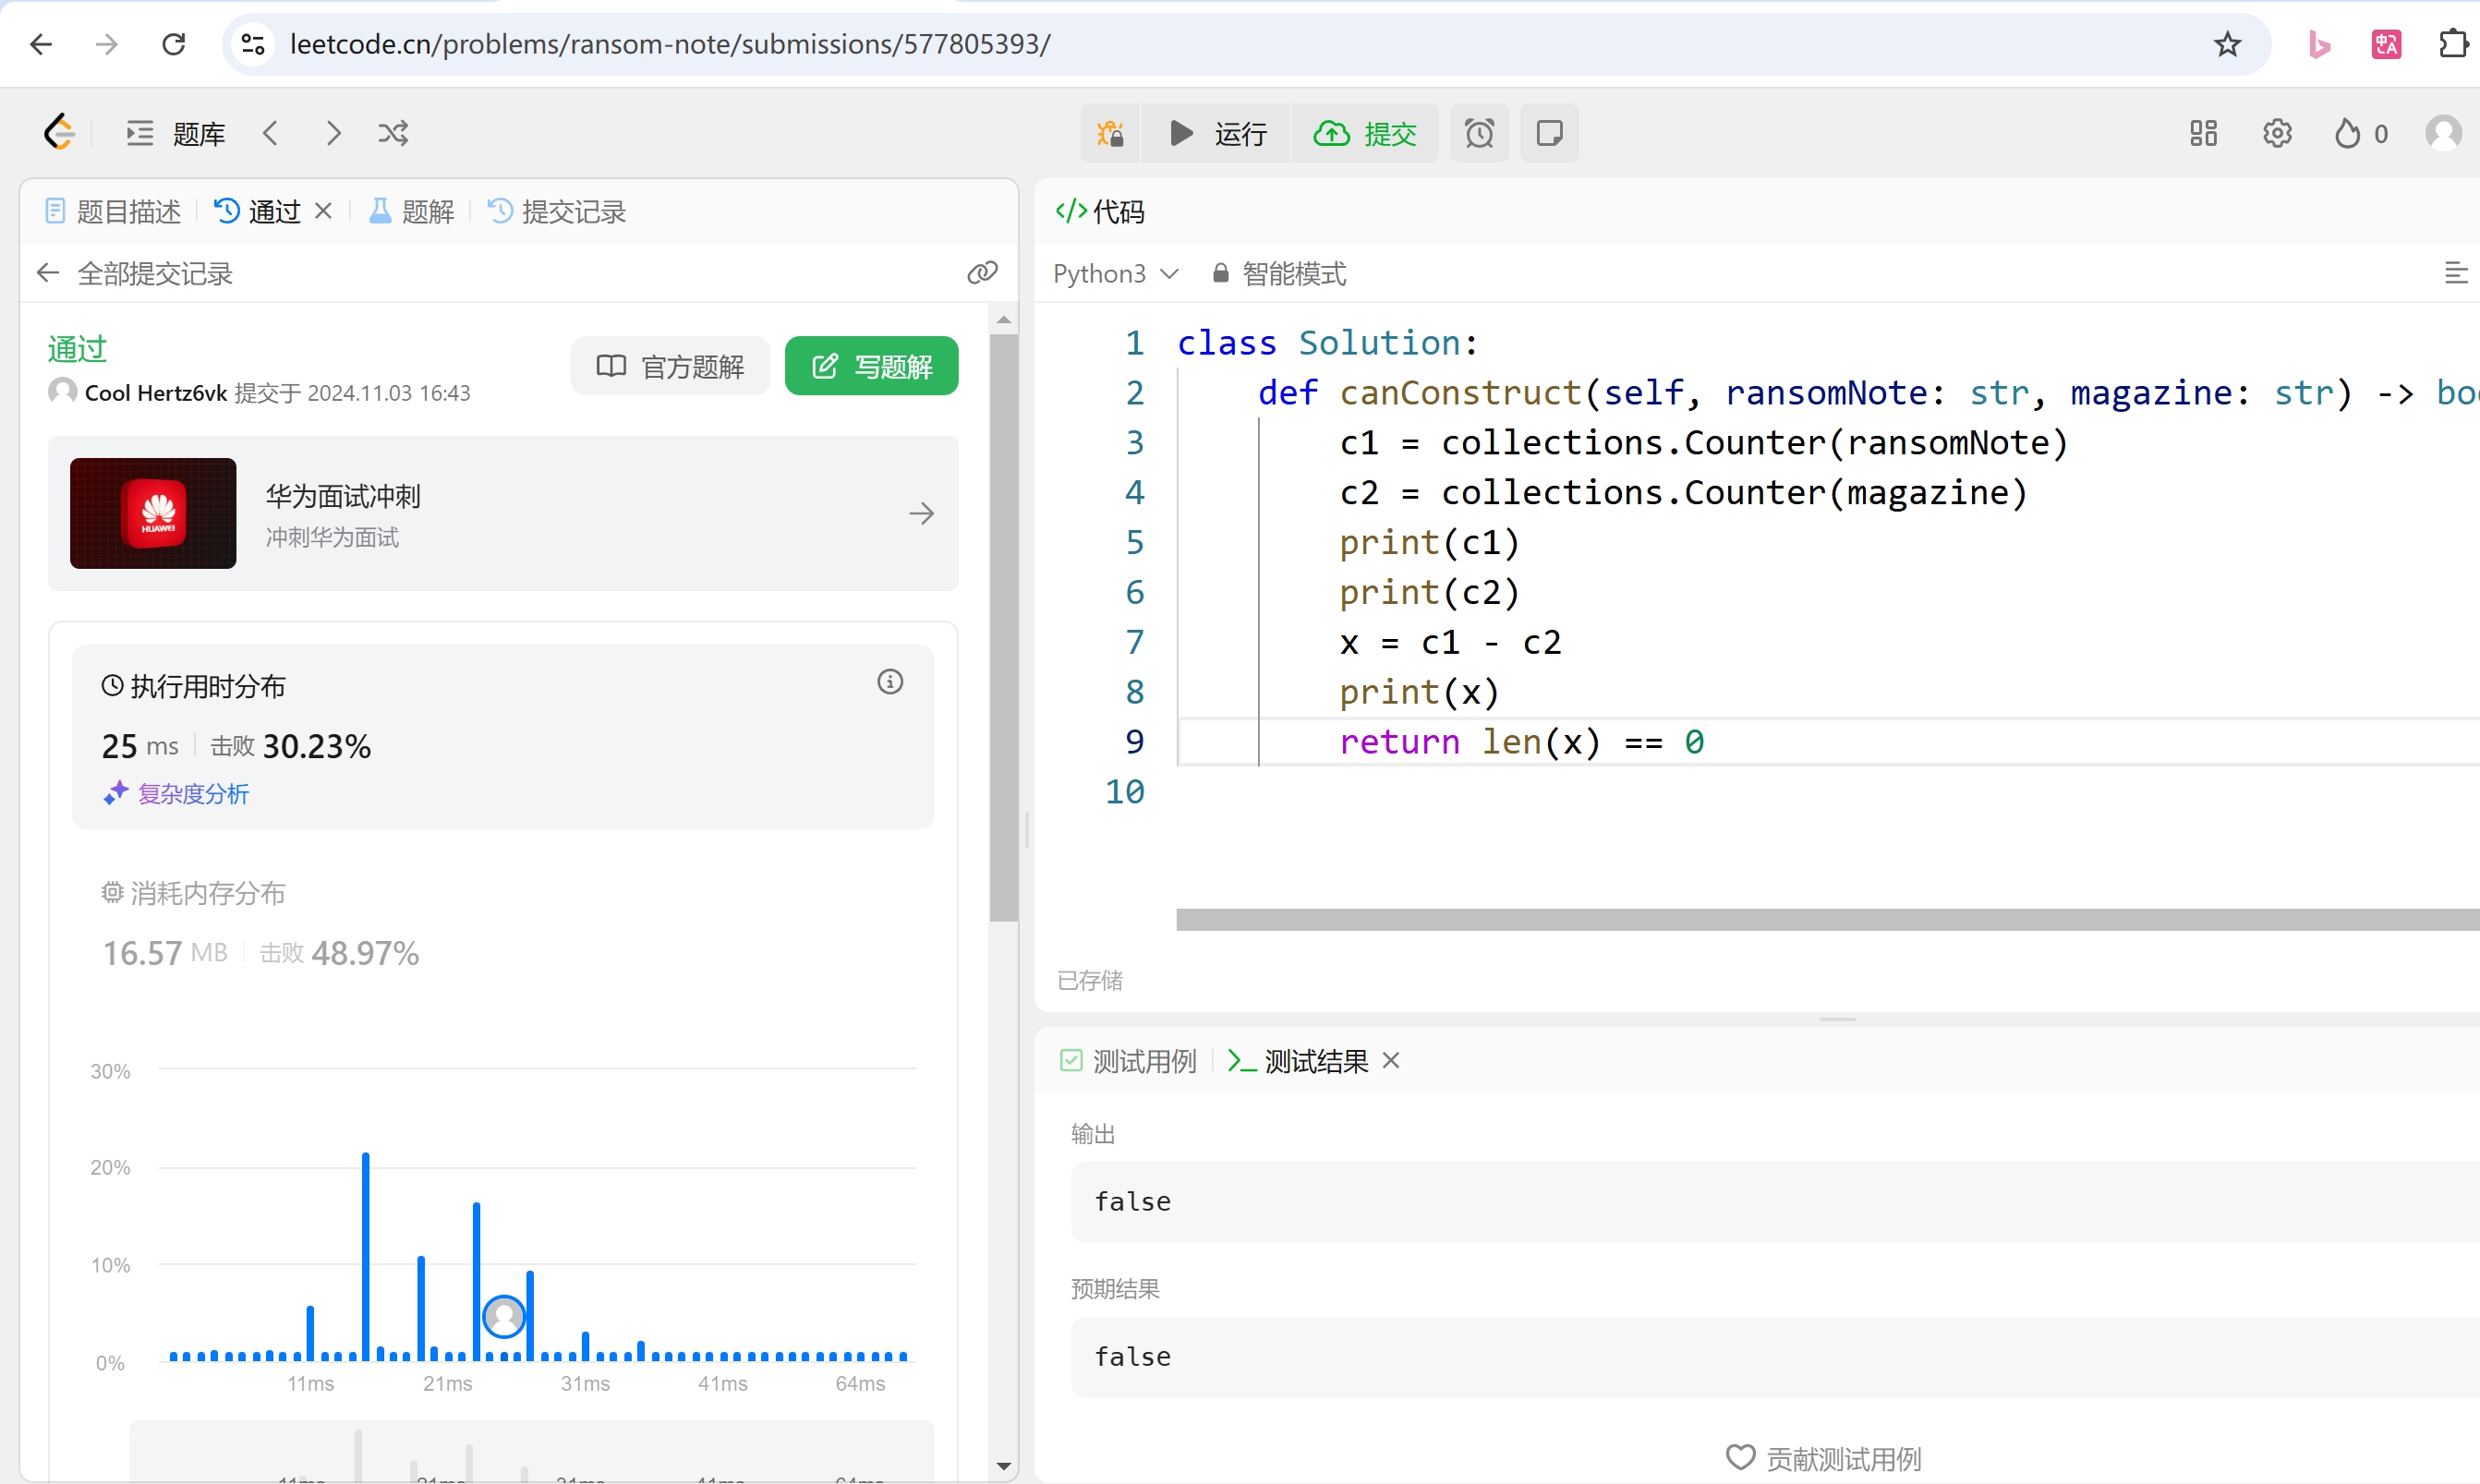 leetcode.cn/problems/ransom-note/submissions/577805393/
题库
运行
提交
0
题目描述
通过
题解
提交记录
全部提交记录
通过
Cool Hertz6vk 提交于 2024.11.03 16:43
官方题解
写题解
HUAWEI
华为面试冲刺
冲刺华为面试
执行用时分布
25 ms 击败 30.23%
复杂度分析
消耗内存分布
16.57 MB 击败 48.97%
30%
20%
10%
0%
11ms 21ms 31ms 41ms 64ms
11ms 21ms 31ms 41ms 64ms
</>代码
Python3 智能模式
1 class Solution:
2 def canConstruct(self, ransomNote: str, magazine: str) -> boo
3 c1 = collections.Counter(ransomNote)
4 c2 = collections.Counter(magazine)
5 print(c1)
6 print(c2)
7 x = c1 - c2
8 print(x)
9 return len(x) == 0
10
已存储
测试用例
>_ 测试结果
输出
false
预期结果
false
贡献测试用例